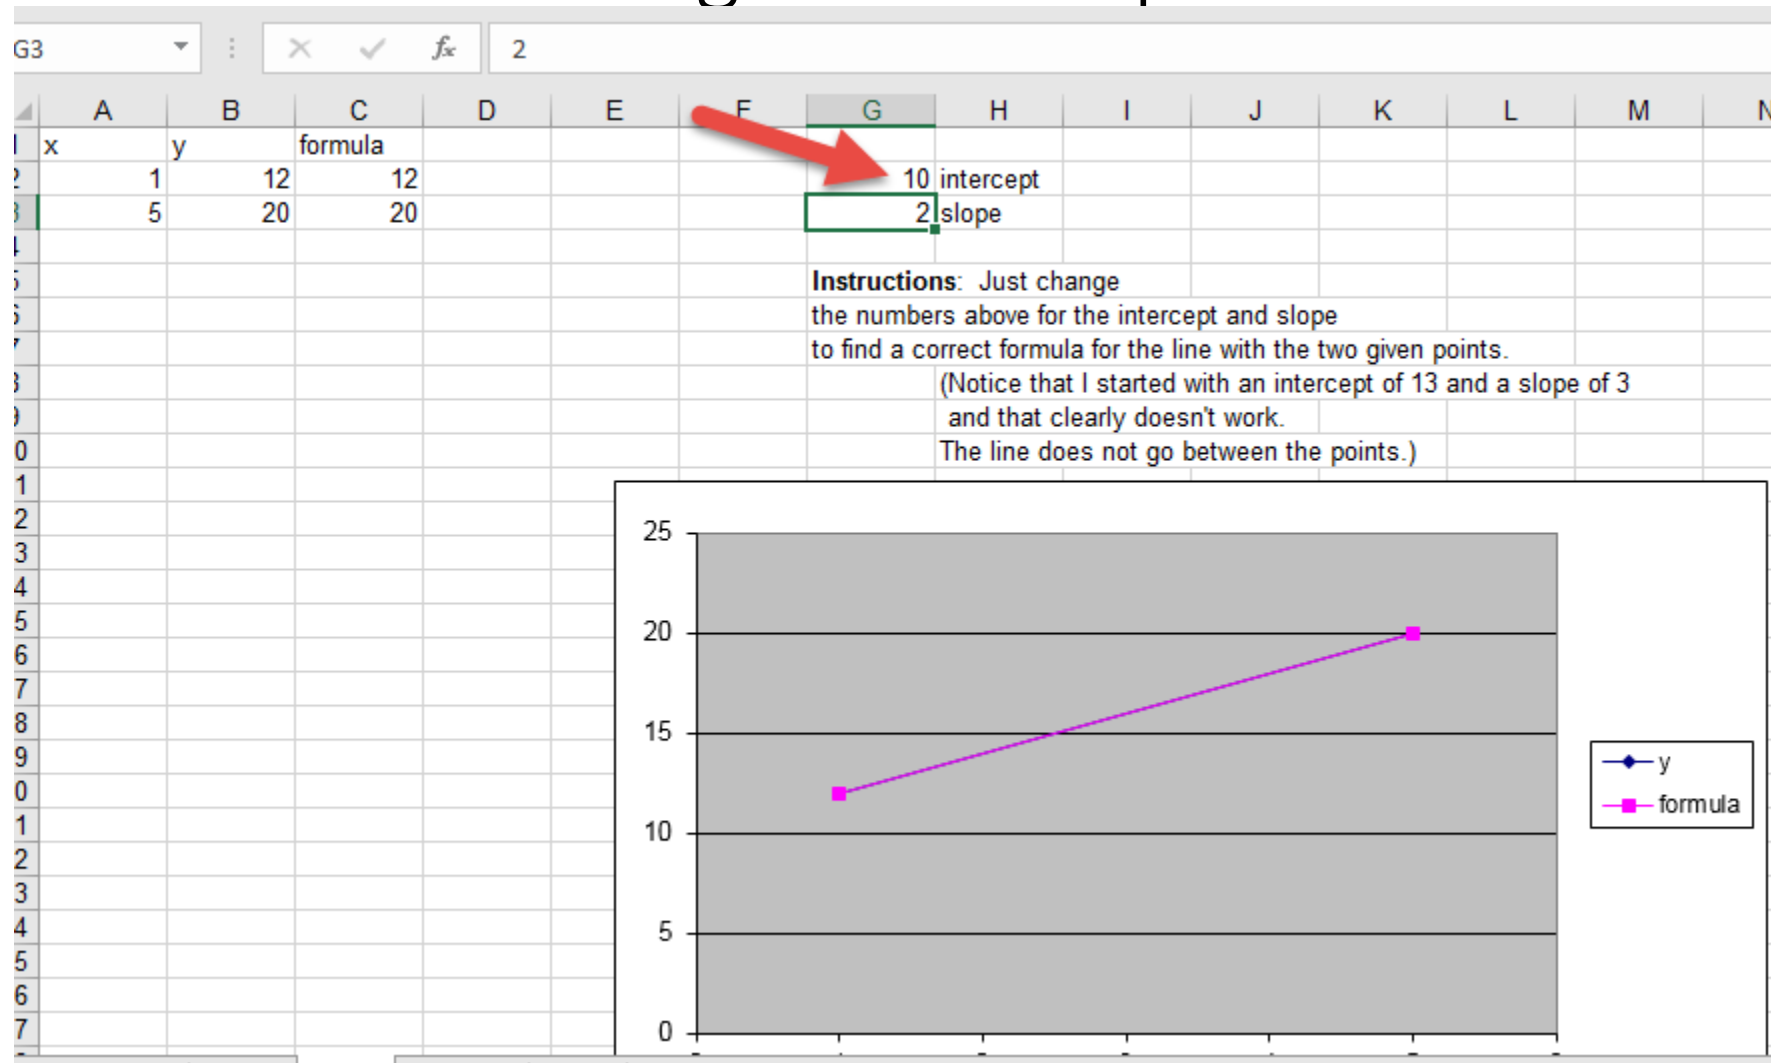 G3 fx 2
A B C D E F G H I J K L M N
x y formula
1 12 12 10 intercept
5 20 20 2 slope
Instructions: Just change
the numbers above for the intercept and slope
to find a correct formula for the line with the two given points.
(Notice that I started with an intercept of 13 and a slope of 3
and that clearly doesn't work.
The line does not go between the points.)
25
20
15
10
5
0
y
formula